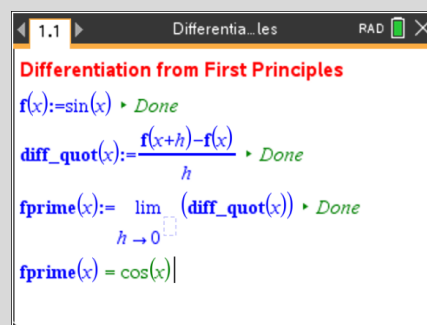 1.1 Differentia...les RAD
Differentiation from First Principles
f(x):=sin(x) ▸ Done
diff_quot(x):=(f(x+h)−f(x))/h ▸ Done
fprime(x):= lim h→0 (diff_quot(x)) ▸ Done
fprime(x) = cos(x)